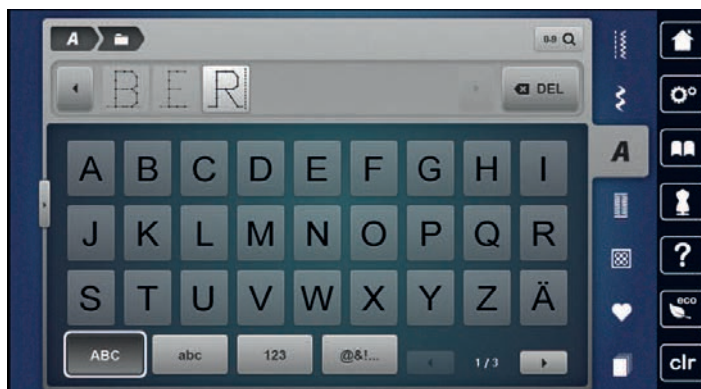 A
0-9
B E R
DEL
A B C D E F G H I
A
J K L M N O P Q R
?
S T U V W X Y Z Ä
eco
ABC abc 123 @&!... 1/3
clr